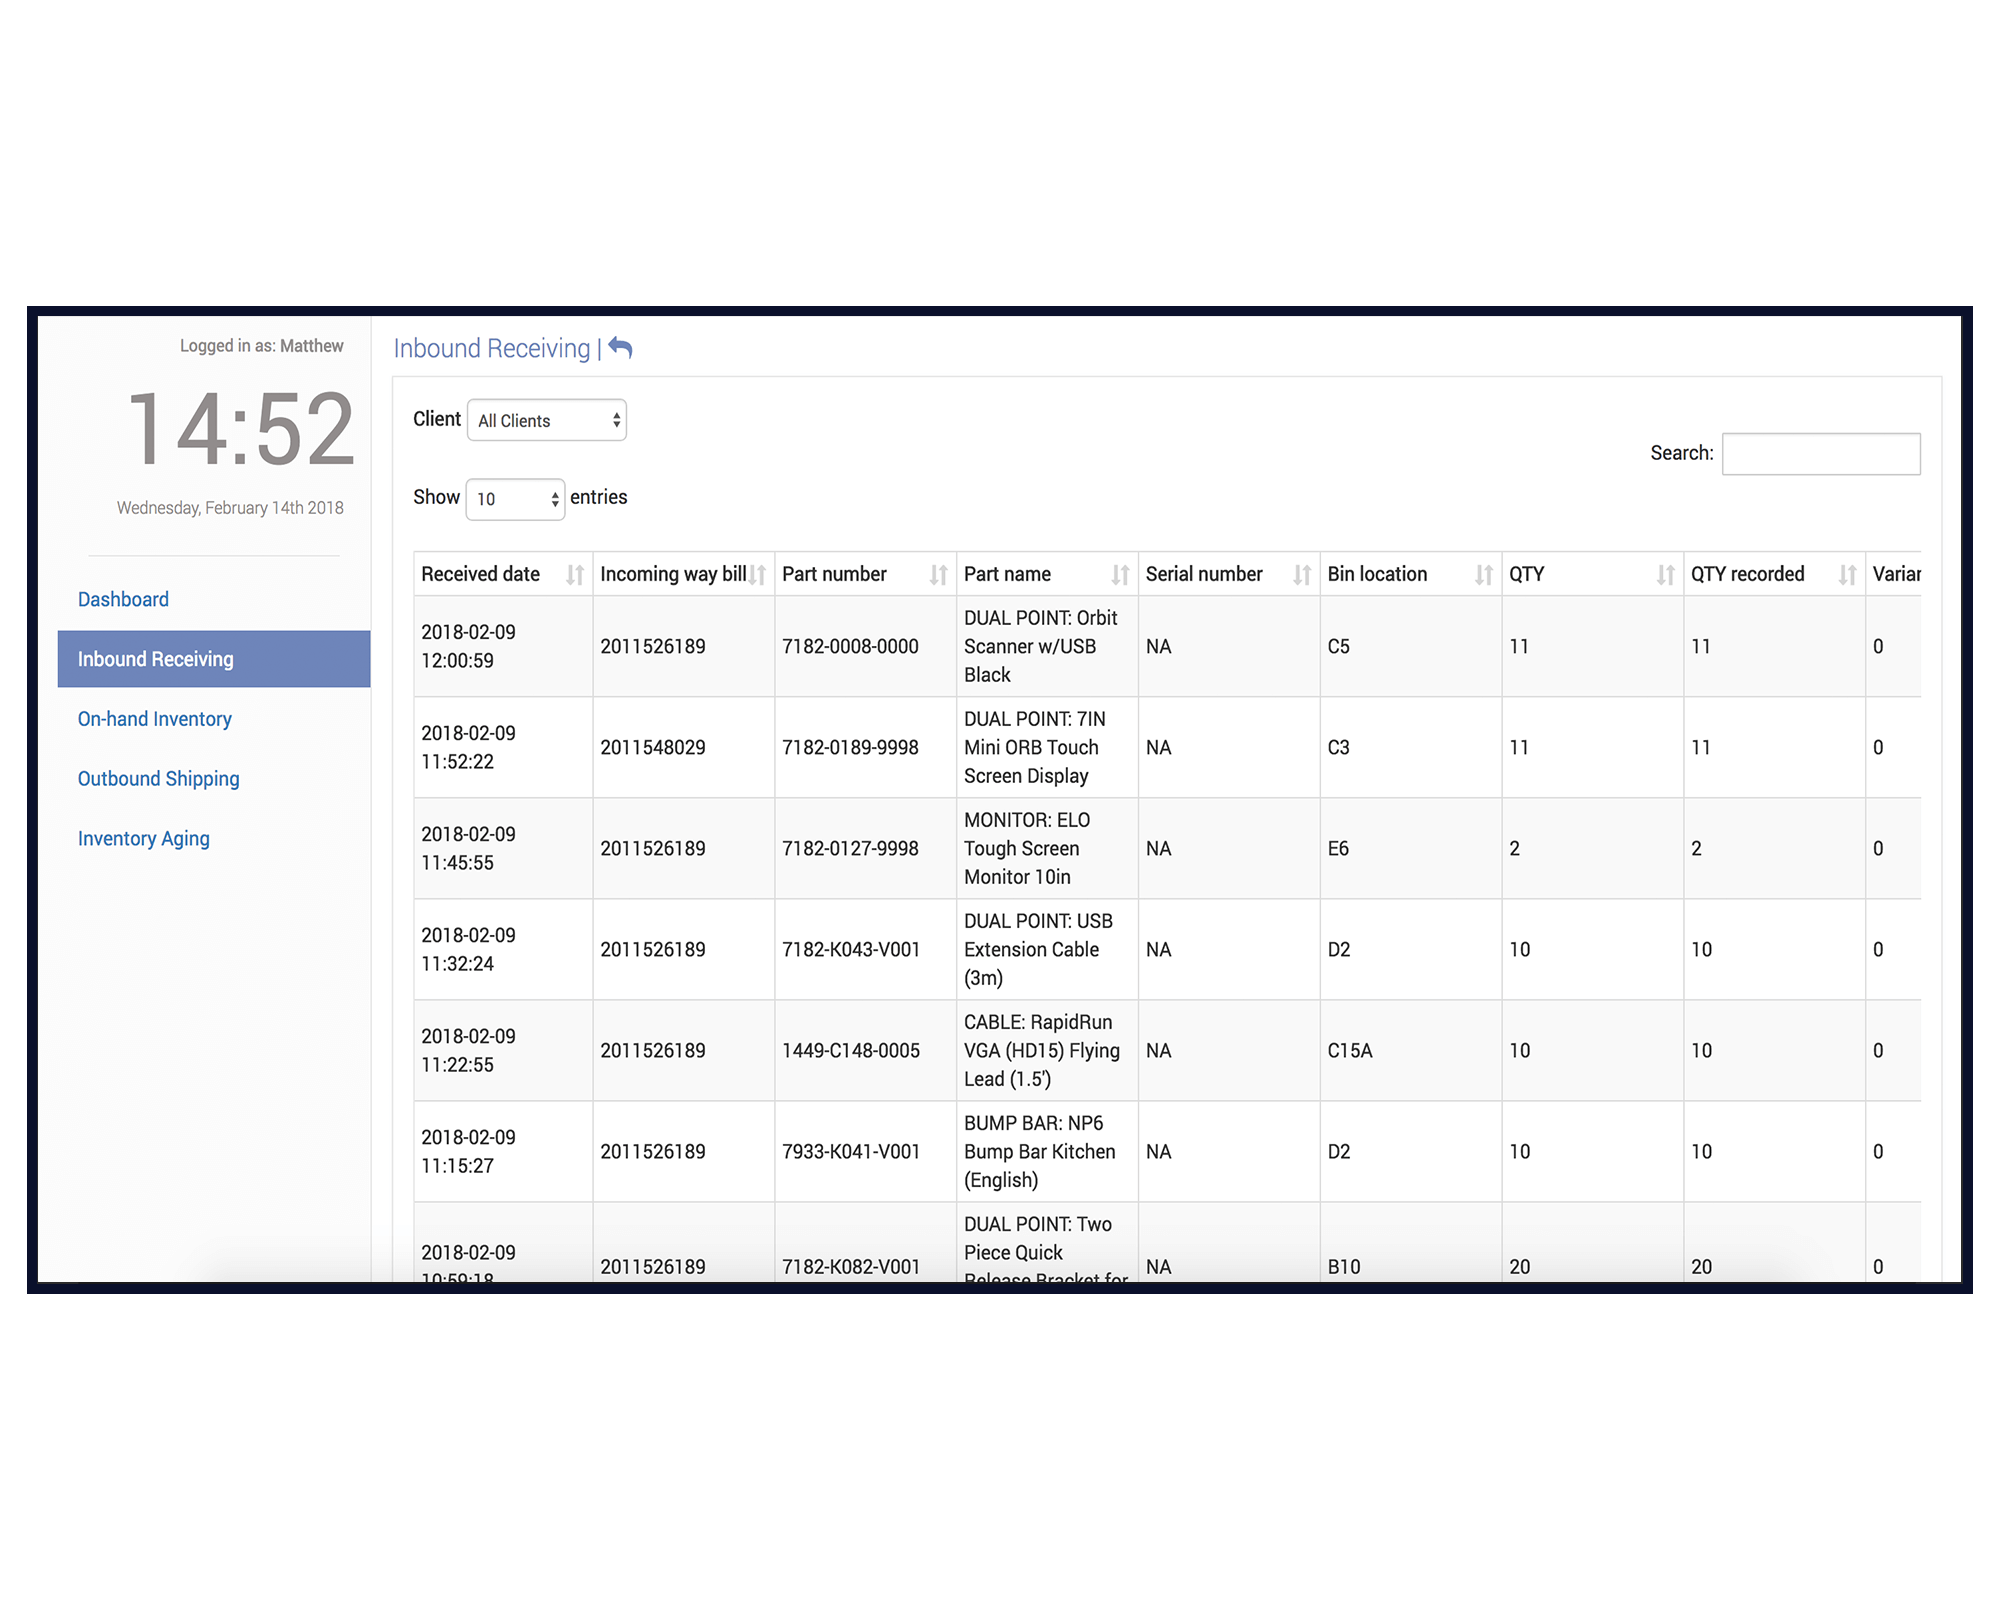 Logged in as: Matthew
14:52
Wednesday, February 14th 2018
Dashboard
Inbound Receiving
On-hand Inventory
Outbound Shipping
Inventory Aging
Inbound Receiving |
Client All Clients
Search:
Show 10 entries
Received date Incoming way bill Part number Part name Serial number Bin location QTY QTY recorded Varian
2018-02-09
12:00:59
2011526189
7182-0008-0000
DUAL POINT: Orbit
Scanner w/USB
Black
NA
C5
11
11
0
2018-02-09
11:52:22
2011548029
7182-0189-9998
DUAL POINT: 7IN
Mini ORB Touch
Screen Display
NA
C3
11
11
0
2018-02-09
11:45:55
2011526189
7182-0127-9998
MONITOR: ELO
Tough Screen
Monitor 10in
NA
E6
2
2
0
2018-02-09
11:32:24
2011526189
7182-K043-V001
DUAL POINT: USB
Extension Cable
(3m)
NA
D2
10
10
0
2018-02-09
11:22:55
2011526189
1449-C148-0005
CABLE: RapidRun
VGA (HD15) Flying
Lead (1.5')
NA
C15A
10
10
0
2018-02-09
11:15:27
2011526189
7933-K041-V001
BUMP BAR: NP6
Bump Bar Kitchen
(English)
NA
D2
10
10
0
2018-02-09
10:59:18
2011526189
7182-K082-V001
DUAL POINT: Two
Piece Quick
Release Bracket for
NA
B10
20
20
0